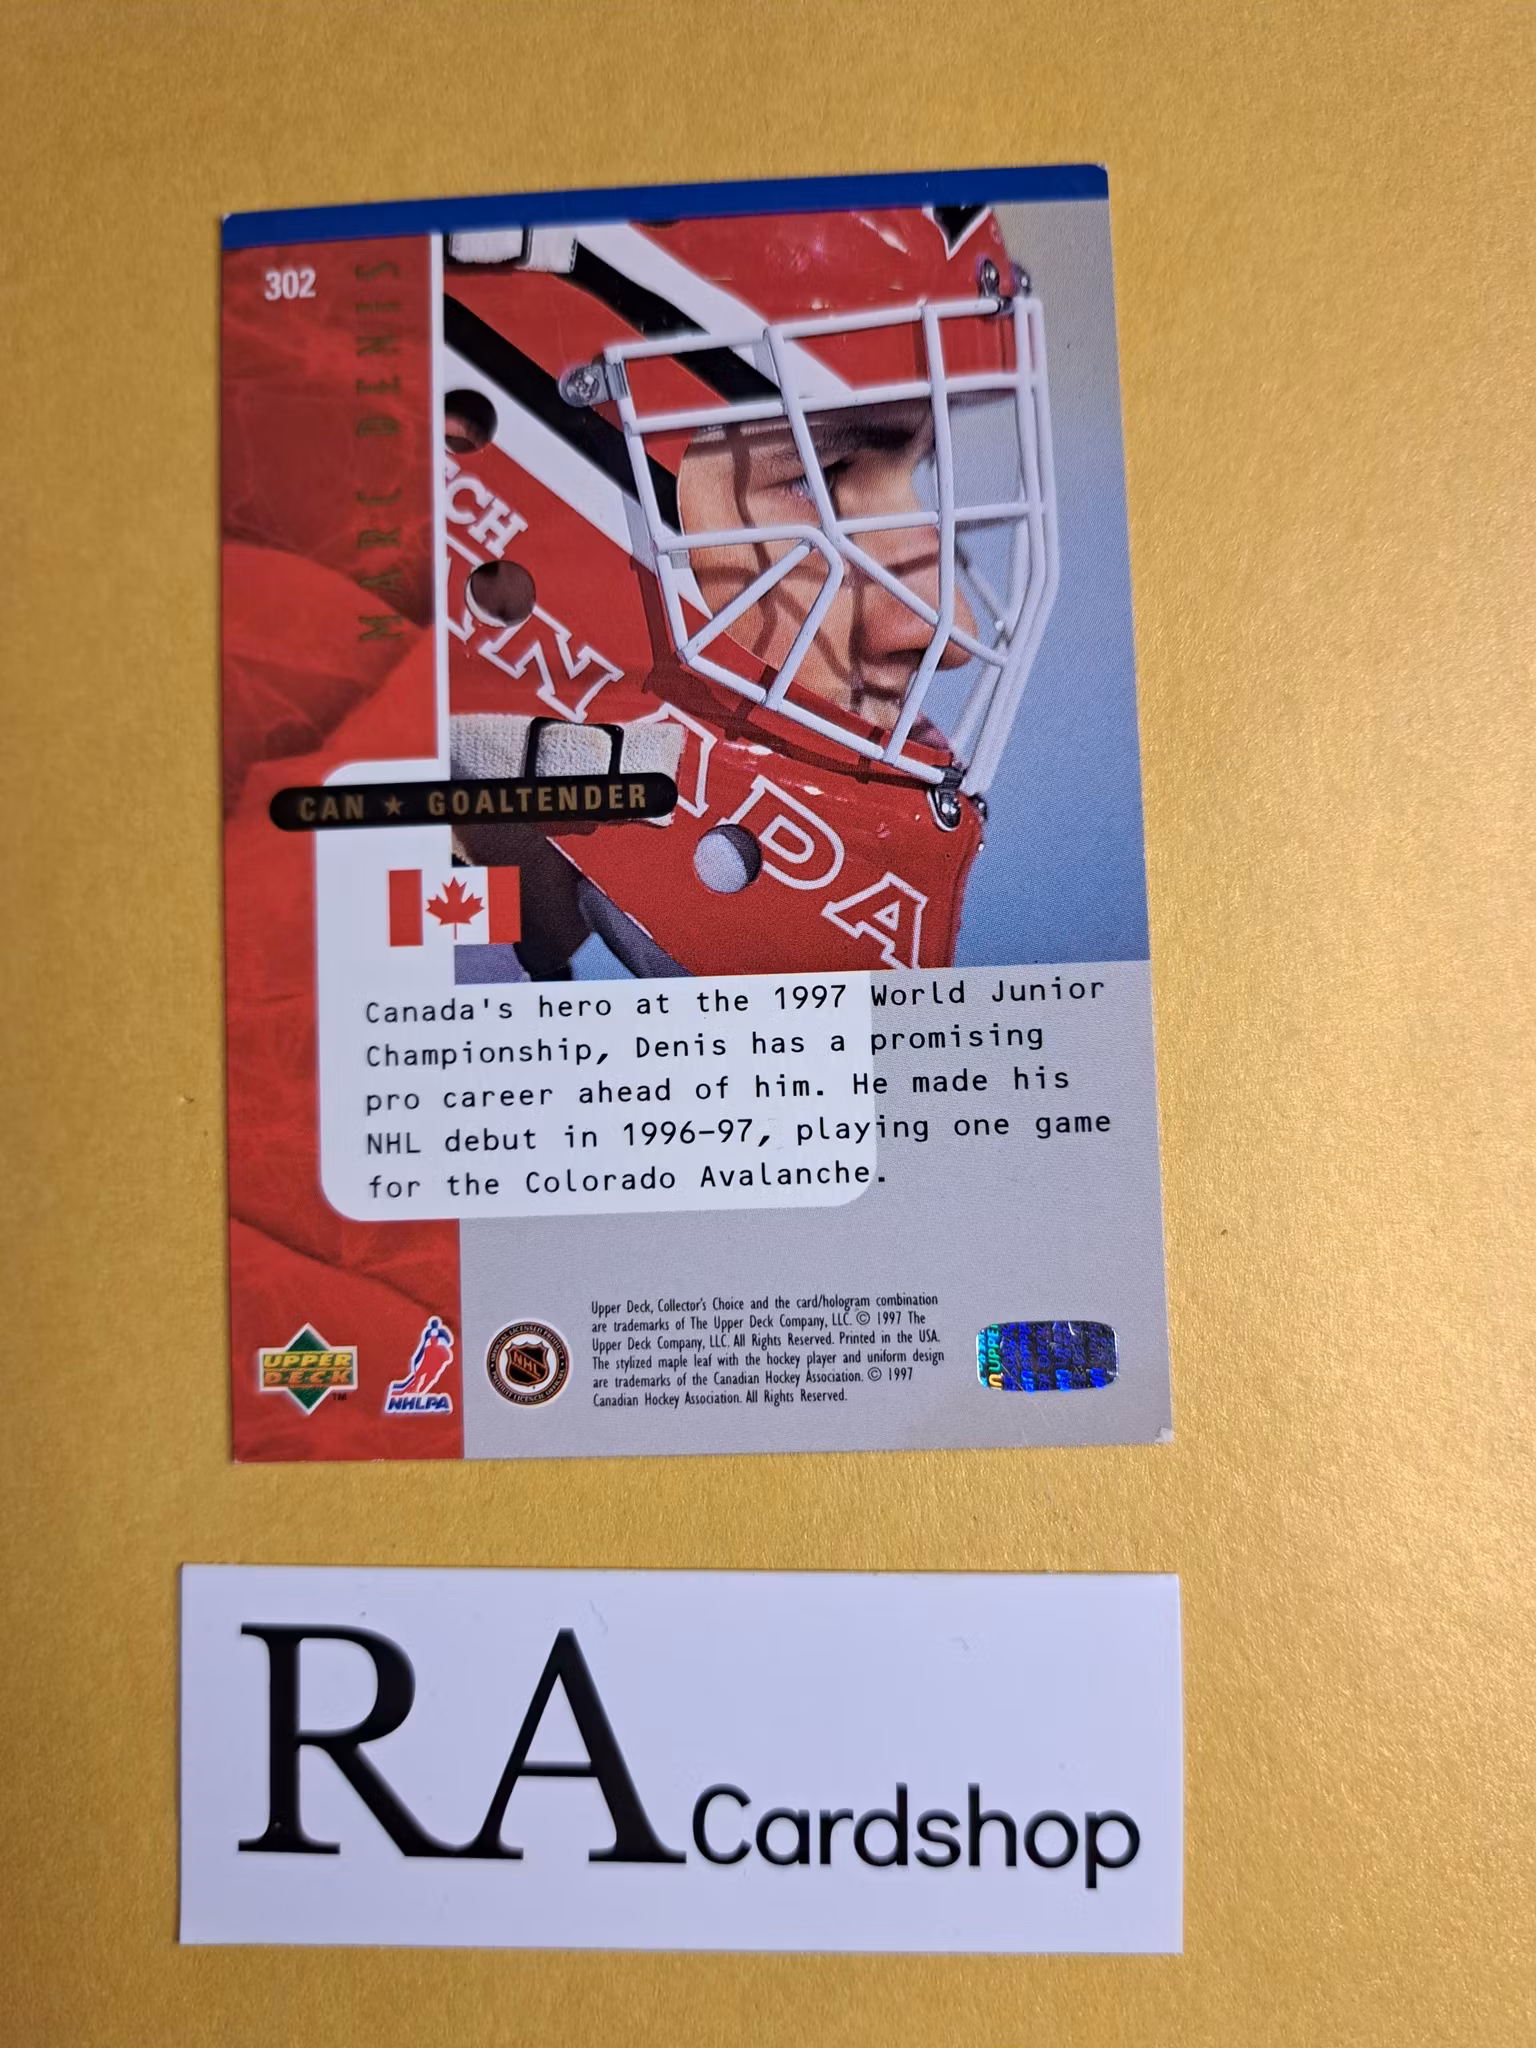 302
MARC DENIS
CH
NADA
CAN ★ GOALTENDER
Canada's hero at the 1997 World Junior
Championship, Denis has a promising
pro career ahead of him. He made his
NHL debut in 1996-97, playing one game
for the Colorado Avalanche.
UPPER
DECK
TM
NHLPA
NHL
Upper Deck, Collector's Choice and the card/hologram combination
are trademarks of The Upper Deck Company, LLC. © 1997 The
Upper Deck Company, LLC. All Rights Reserved. Printed in the USA.
The stylized maple leaf with the hockey player and uniform design
are trademarks of the Canadian Hockey Association. © 1997
Canadian Hockey Association. All Rights Reserved.
UPPE
RA Cardshop